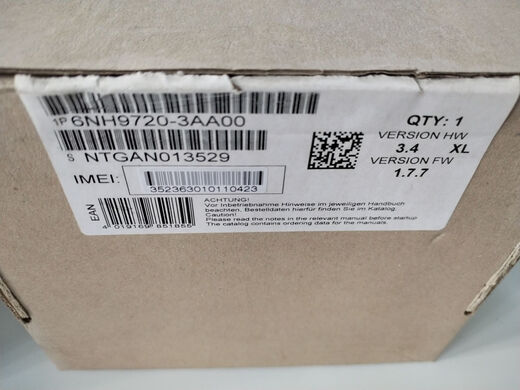 1P 6NH9720-3AA00
QTY: 1
VERSION HW
3.4 XL
VERSION FW
1.7.7
S NTGAN013529
IMEI:
352363010110423
EAN
4 019169 851855
ACHTUNG!
Vor Inbetriebnahme Hinweise im jeweiligen Handbuch
beachten. Bestelldaten hierfür finden Sie im Katalog.
Caution!
Please read the notes in the relevant manual before startup
The catalog contains ordering data for the manuals.